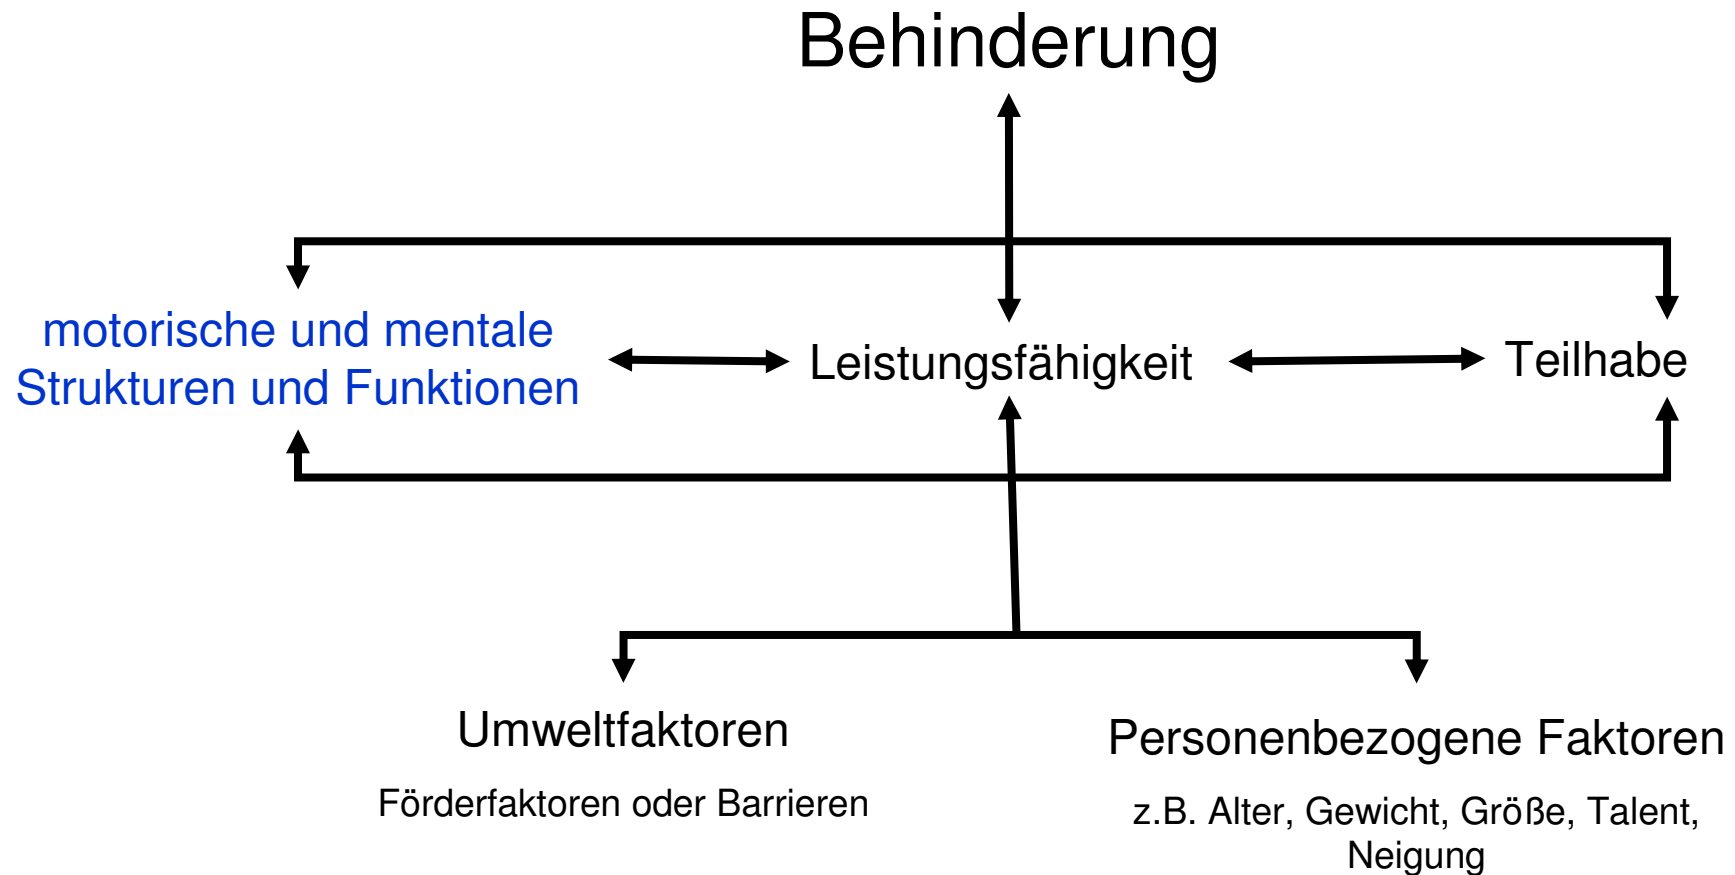 Behinderung
motorische und mentale
Strukturen und Funktionen
Leistungsfähigkeit
Teilhabe
Umweltfaktoren
Förderfaktoren oder Barrieren
Personenbezogene Faktoren
z.B. Alter, Gewicht, Größe, Talent,
Neigung